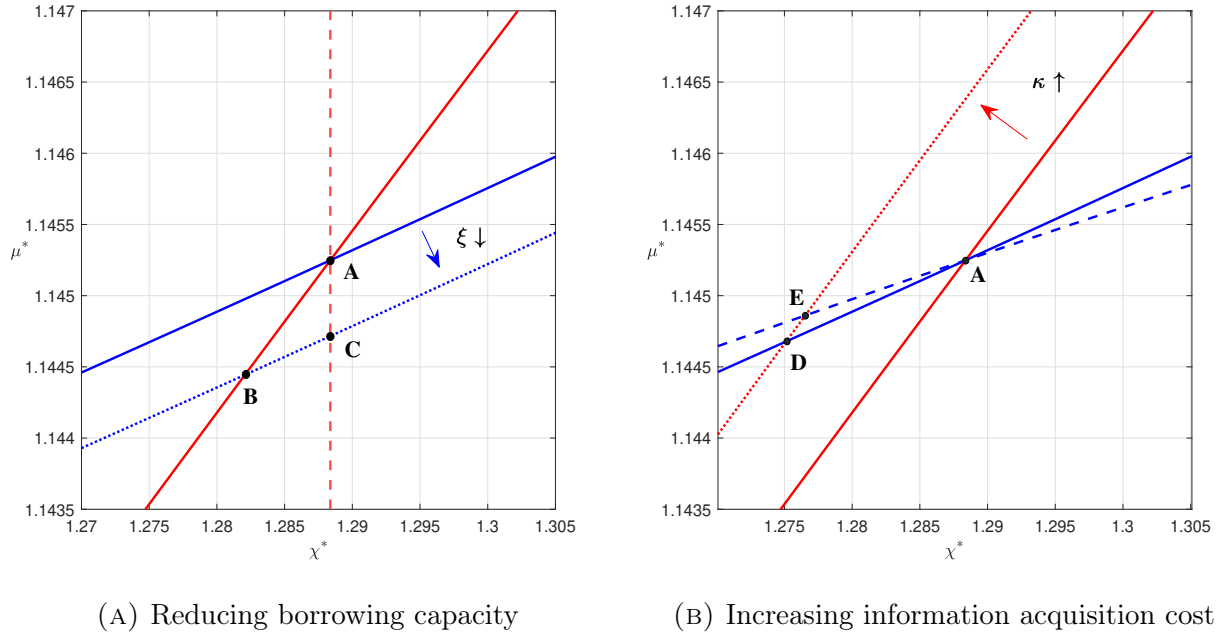 1.147
1.1465
1.146
1.1455
1.145
1.1445
1.144
1.1435
μ*
ξ ↓
A
C
B
1.27 1.275 1.28 1.285 1.29 1.295 1.3 1.305
χ*
(A) Reducing borrowing capacity
1.147
1.1465
1.146
1.1455
1.145
1.1445
1.144
1.1435
μ*
κ ↑
A
E
D
1.275 1.28 1.285 1.29 1.295 1.3 1.305
χ*
(B) Increasing information acquisition cost